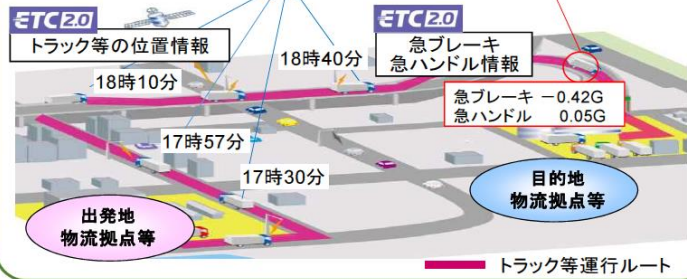 ETC2.0
トラック等の位置情報
ETC2.0
急ブレーキ
急ハンドル情報
18時40分
18時10分
急ブレーキ －0.42G
急ハンドル 0.05G
17時57分
17時30分
目的地
物流拠点等
出発地
物流拠点等
トラック等運行ルート